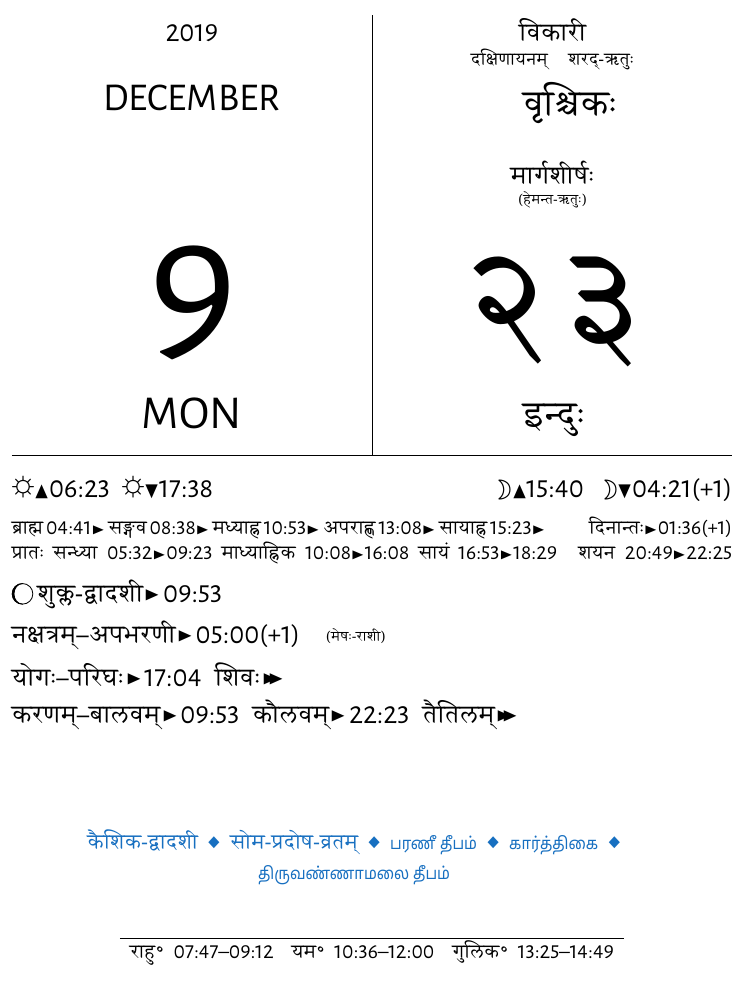 2019
DECEMBER
9
MON
विकारी
दक्षिणायनम् शरद्-ऋतुः
वृश्चिकः
मार्गशीर्षः
(हेमन्त-ऋतुः)
२३
इन्दुः
☼▲06:23 ☼▼17:38 ☽▲15:40 ☽▼04:21(+1)
ब्राह्म 04:41► सङ्गव 08:38► मध्याह्न 10:53► अपराह्ण 13:08► सायाह्न 15:23► दिनान्तः►01:36(+1)
प्रातः सन्ध्या 05:32►09:23 माध्याह्निक 10:08►16:08 सायं 16:53►18:29 शयन 20:49►22:25
शुक्ल-द्वादशी► 09:53
नक्षत्रम्–अपभरणी► 05:00(+1) (मेषः-राशी)
योगः–परिघः►17:04 शिवः►►
करणम्–बालवम्► 09:53 कौलवम्► 22:23 तैतिलम्►►
कैशिक-द्वादशी ◆ सोम-प्रदोष-व्रतम् ◆ பரணீ தீபம் ◆ கார்த்திகை ◆
திருவண்ணாமலை தீபம்
राहु° 07:47–09:12 यम° 10:36–12:00 गुलिक° 13:25–14:49